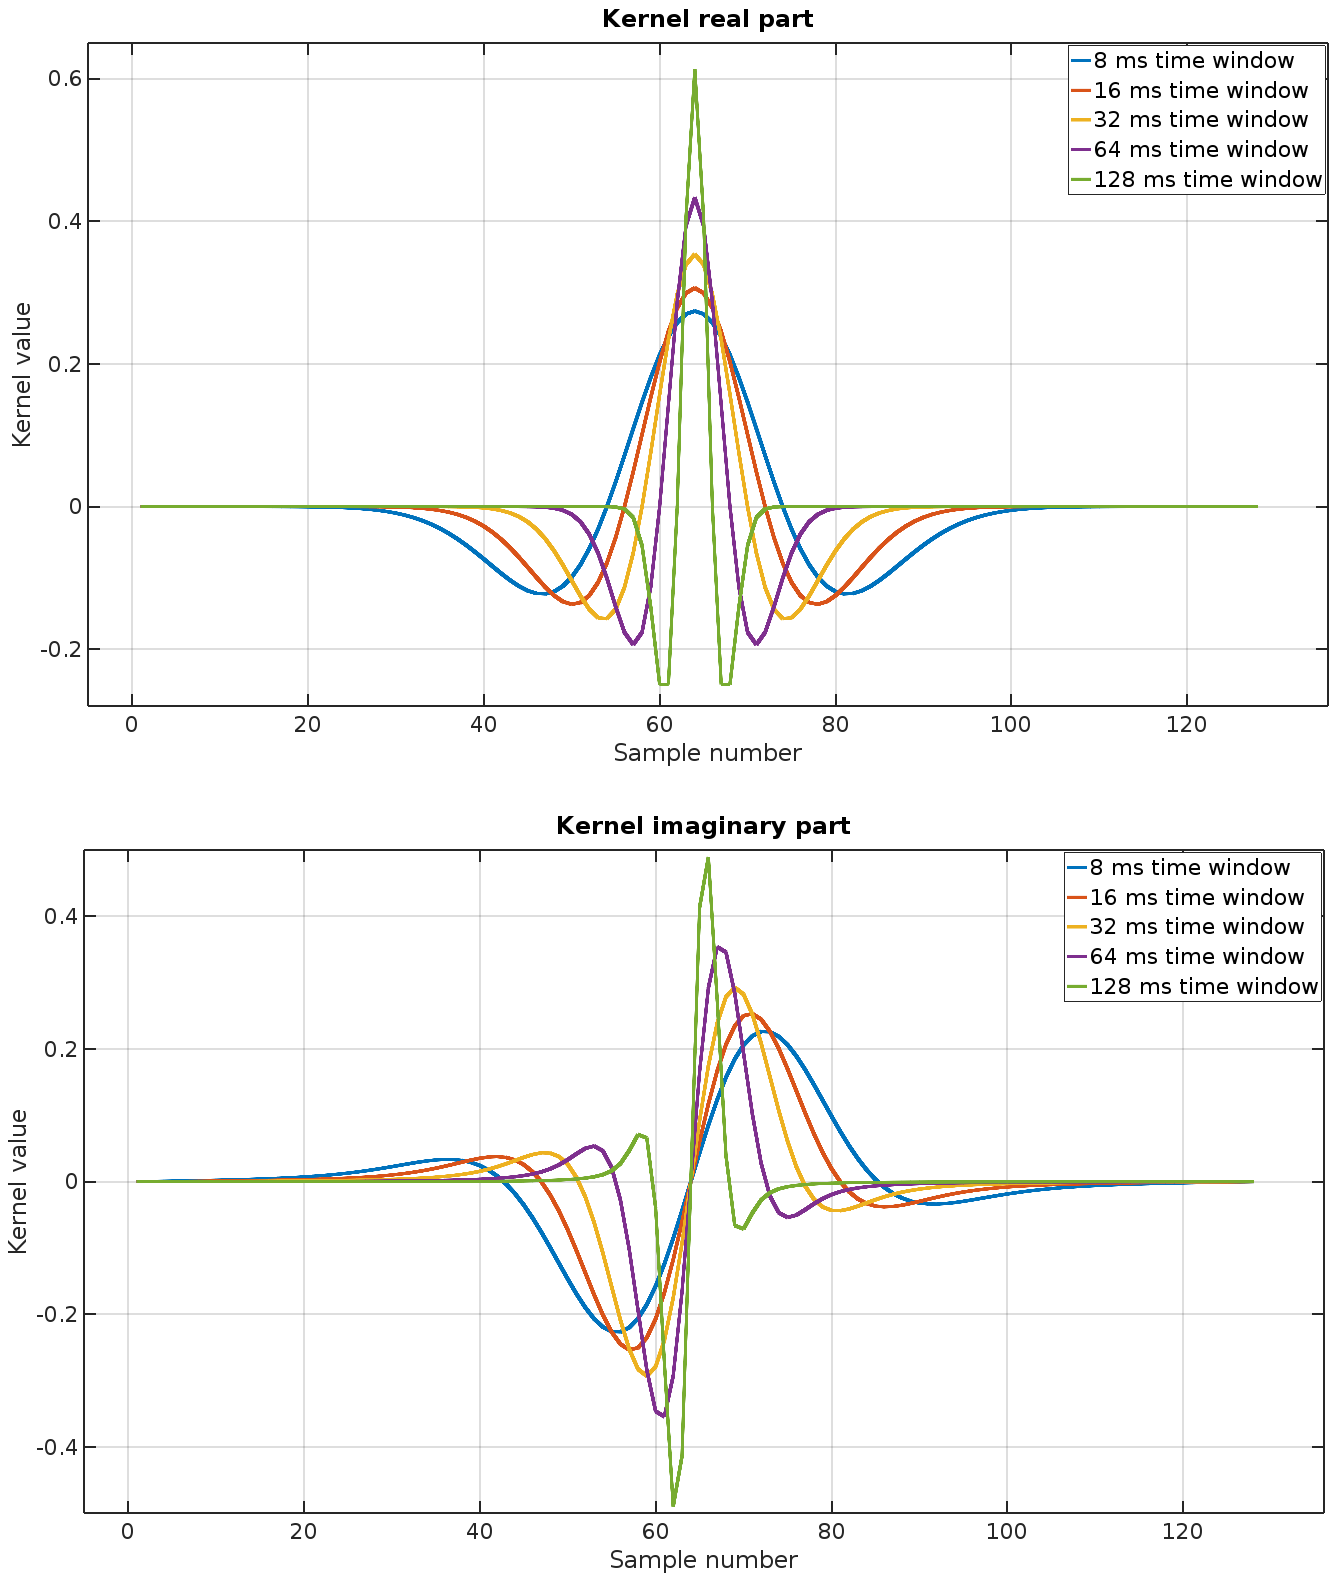 Kernel real part
8 ms time window
16 ms time window
32 ms time window
64 ms time window
128 ms time window
0.6
0.4
0.2
0
-0.2
Kernel value
0 20 40 60 80 100 120
Sample number
Kernel imaginary part
8 ms time window
16 ms time window
32 ms time window
64 ms time window
128 ms time window
0.4
0.2
0
-0.2
-0.4
Kernel value
0 20 40 60 80 100 120
Sample number